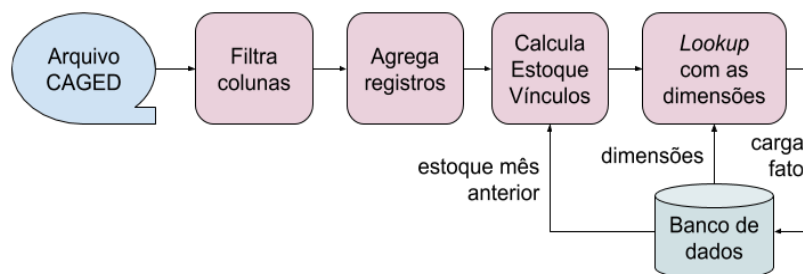 Arquivo
CAGED
Filtra
colunas
Agrega
registros
Calcula
Estoque
Vínculos
Lookup
com as
dimensões
estoque mês
anterior
dimensões
carga
fato
Banco de
dados